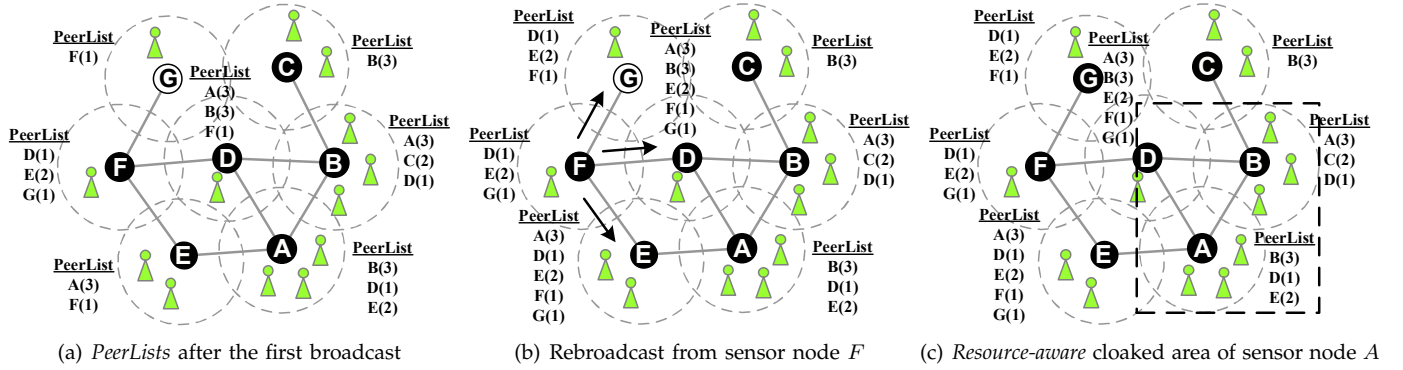 PeerList
F(1)
G
PeerList
A(3)
B(3)
F(1)
C
PeerList
B(3)
PeerList
D(1)
E(2)
G(1)
F
D
B
PeerList
A(3)
C(2)
D(1)
PeerList
A(3)
F(1)
E
A
PeerList
B(3)
D(1)
E(2)
(a) PeerLists after the first broadcast
PeerList
D(1)
E(2)
F(1)
G
PeerList
A(3)
B(3)
E(2)
F(1)
G(1)
C
PeerList
B(3)
PeerList
D(1)
E(2)
G(1)
F
D
B
PeerList
A(3)
C(2)
D(1)
PeerList
A(3)
D(1)
E(2)
F(1)
G(1)
E
A
PeerList
B(3)
D(1)
E(2)
(b) Rebroadcast from sensor node F
PeerList
D(1)
E(2)
F(1)
G
PeerList
A(3)
B(3)
E(2)
F(1)
G(1)
C
PeerList
B(3)
PeerList
D(1)
E(2)
G(1)
F
D
B
PeerList
A(3)
C(2)
D(1)
PeerList
A(3)
D(1)
E(2)
F(1)
G(1)
E
A
PeerList
B(3)
D(1)
E(2)
(c) Resource-aware cloaked area of sensor node A